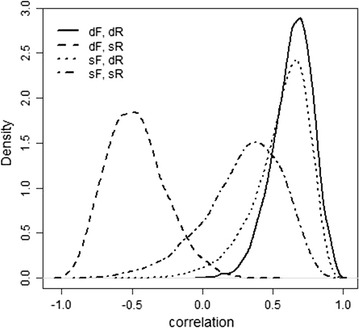 dF, dR
dF, sR
sF, dR
sF, sR
Density
3.0
2.5
2.0
1.5
1.0
0.5
0.0
-1.0 -0.5 0.0 0.5 1.0
correlation